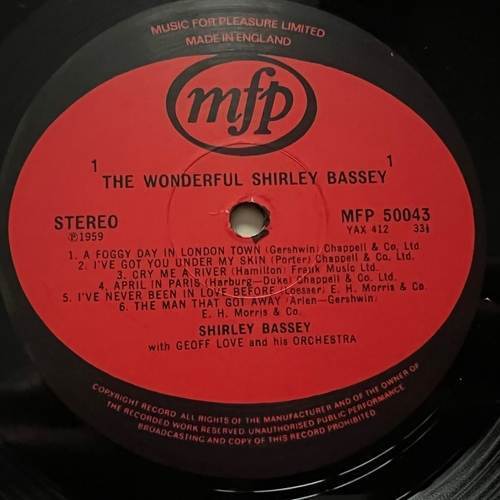 MUSIC FOR PLEASURE LIMITED
MADE IN ENGLAND
mfp
1 1
THE WONDERFUL SHIRLEY BASSEY
STEREO MFP 50043
℗1959 YAX 412 33⅓
1. A FOGGY DAY IN LONDON TOWN (Gershwin) Chappell & Co. Ltd.
2. I'VE GOT YOU UNDER MY SKIN (Porter) Chappell & Co. Ltd.
3. CRY ME A RIVER (Hamilton) Frank Music Ltd.
4. APRIL IN PARIS (Harburg—Duke) Chappell & Co. Ltd.
5. I'VE NEVER BEEN IN LOVE BEFORE (Loesser) E. H. Morris & Co.
6. THE MAN THAT GOT AWAY (Arlen—Gershwin)
E. H. Morris & Co.
SHIRLEY BASSEY
with GEOFF LOVE and his ORCHESTRA
COPYRIGHT RECORD ALL RIGHTS OF THE MANUFACTURER AND OF THE OWNER OF
THE RECORDED WORK RESERVED UNAUTHORISED PUBLIC PERFORMANCE
BROADCASTING AND COPY OF THIS RECORD PROHIBITED